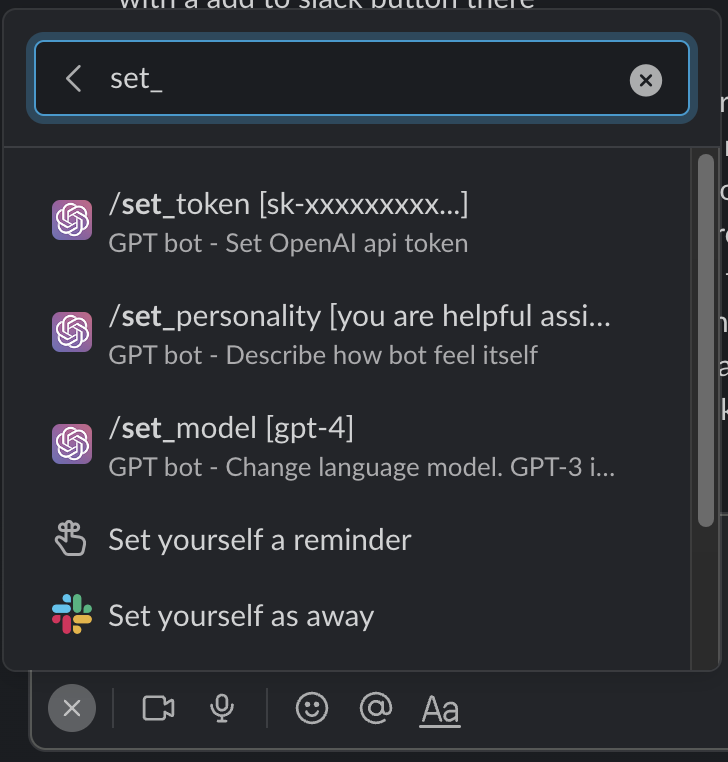 with a add to slack button there
set_
/set_token [sk-xxxxxxxxx...]
GPT bot - Set OpenAI api token
/set_personality [you are helpful assi...
GPT bot - Describe how bot feel itself
/set_model [gpt-4]
GPT bot - Change language model. GPT-3 i...
Set yourself a reminder
Set yourself as away
Aa